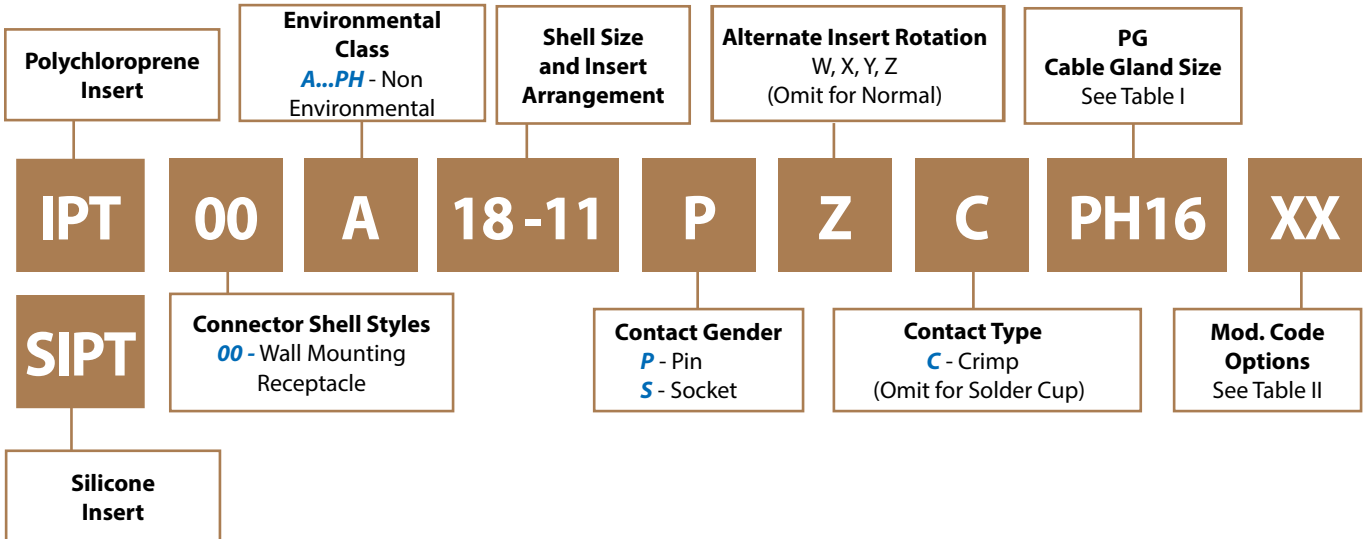 Polychloroprene
Insert
Environmental
Class
A...PH - Non
Environmental
Shell Size
and Insert
Arrangement
Alternate Insert Rotation
W, X, Y, Z
(Omit for Normal)
PG
Cable Gland Size
See Table I
IPT
00
A
18-11
P
Z
C
PH16
XX
SIPT
Connector Shell Styles
00 - Wall Mounting
Receptacle
Contact Gender
P - Pin
S - Socket
Contact Type
C - Crimp
(Omit for Solder Cup)
Mod. Code
Options
See Table II
Silicone
Insert